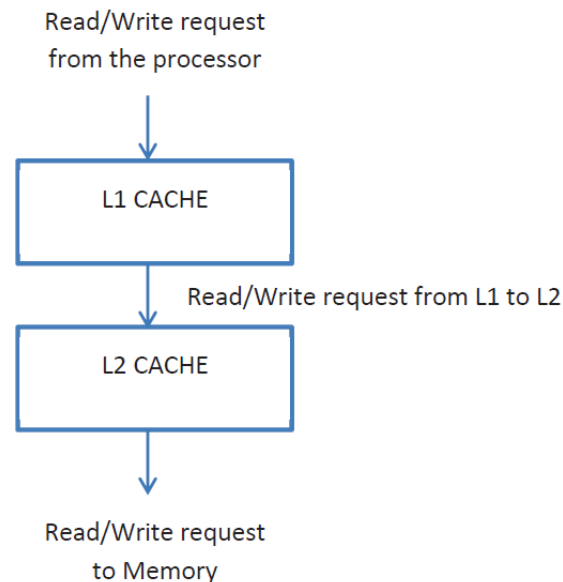 Read/Write request
from the processor
L1 CACHE
Read/Write request from L1 to L2
L2 CACHE
Read/Write request
to Memory